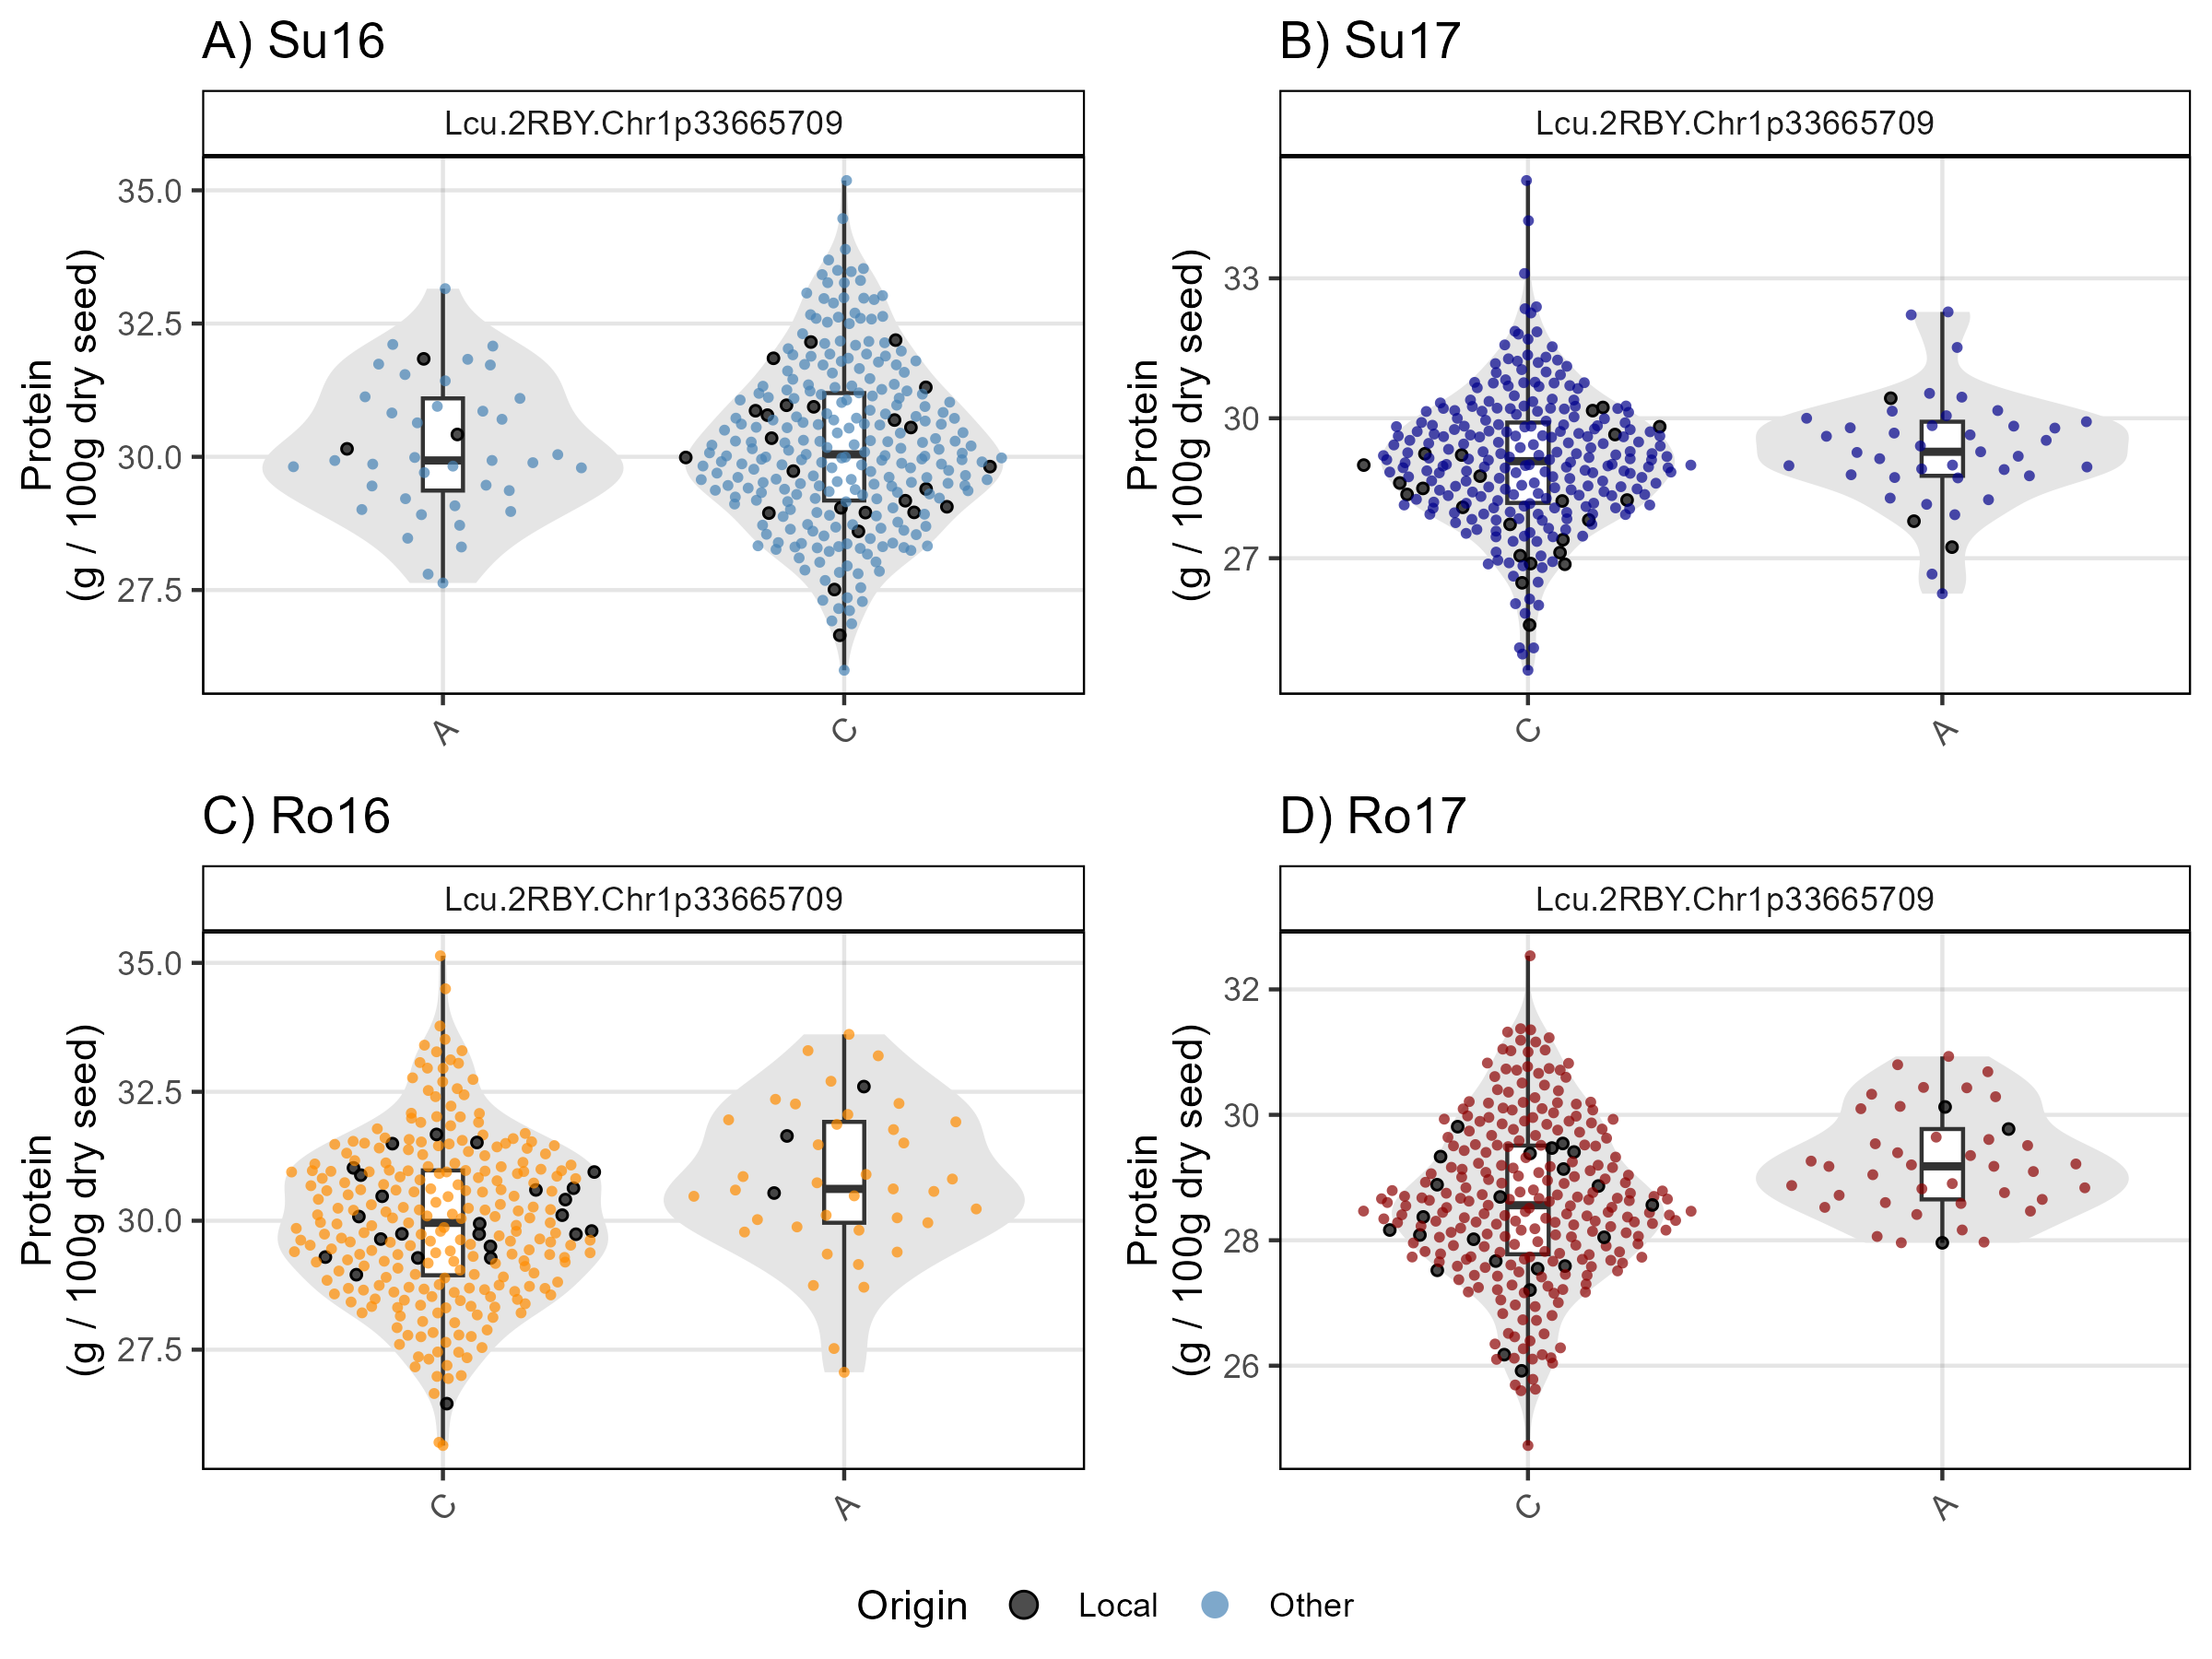 A) Su16
Lcu.2RBY.Chr1p33665709
Protein
(g / 100g dry seed)
35.0
32.5
30.0
27.5
A
C
B) Su17
Lcu.2RBY.Chr1p33665709
Protein
(g / 100g dry seed)
33
30
27
C
A
C) Ro16
Lcu.2RBY.Chr1p33665709
Protein
(g / 100g dry seed)
35.0
32.5
30.0
27.5
C
A
D) Ro17
Lcu.2RBY.Chr1p33665709
Protein
(g / 100g dry seed)
32
30
28
26
C
A
Origin Local Other